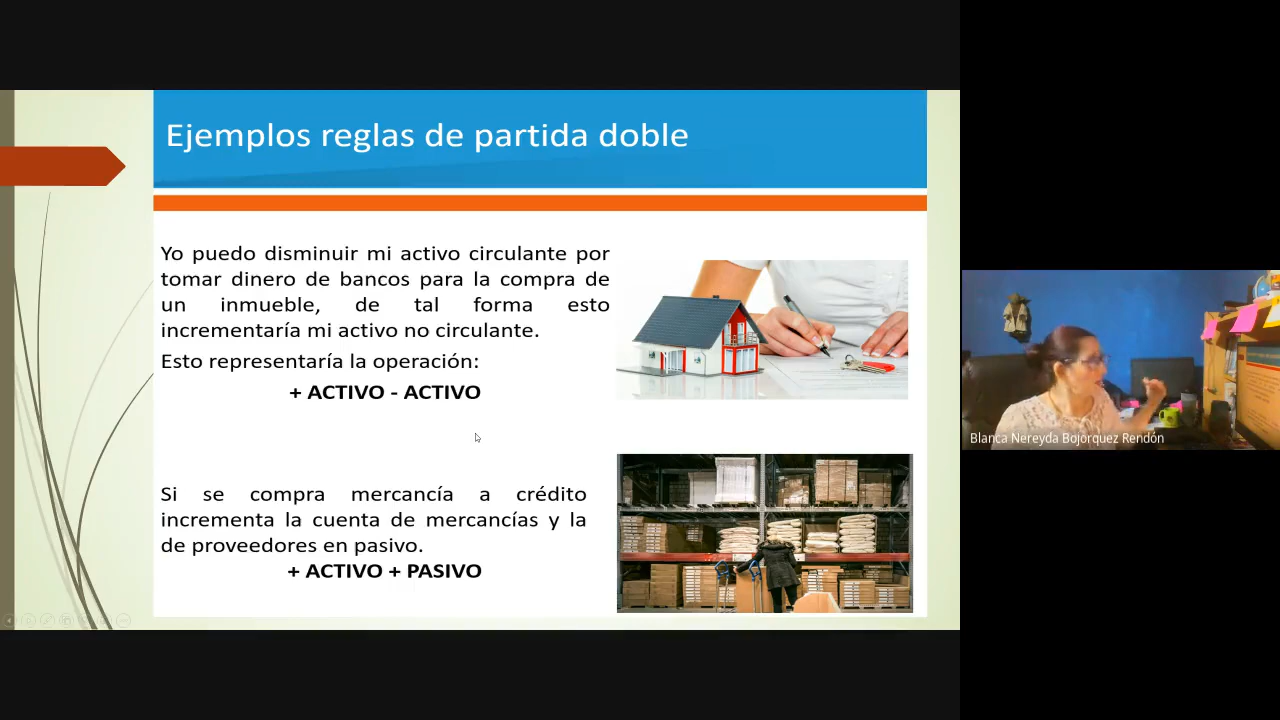 Ejemplos reglas de partida doble
Yo puedo disminuir mi activo circulante por
tomar dinero de bancos para la compra de
un inmueble, de tal forma esto
incrementaría mi activo no circulante.
Esto representaría la operación:
+ ACTIVO - ACTIVO
Si se compra mercancía a crédito
incrementa la cuenta de mercancías y la
de proveedores en pasivo.
+ ACTIVO + PASIVO
Blanca Nereyda Bojorquez Rendón